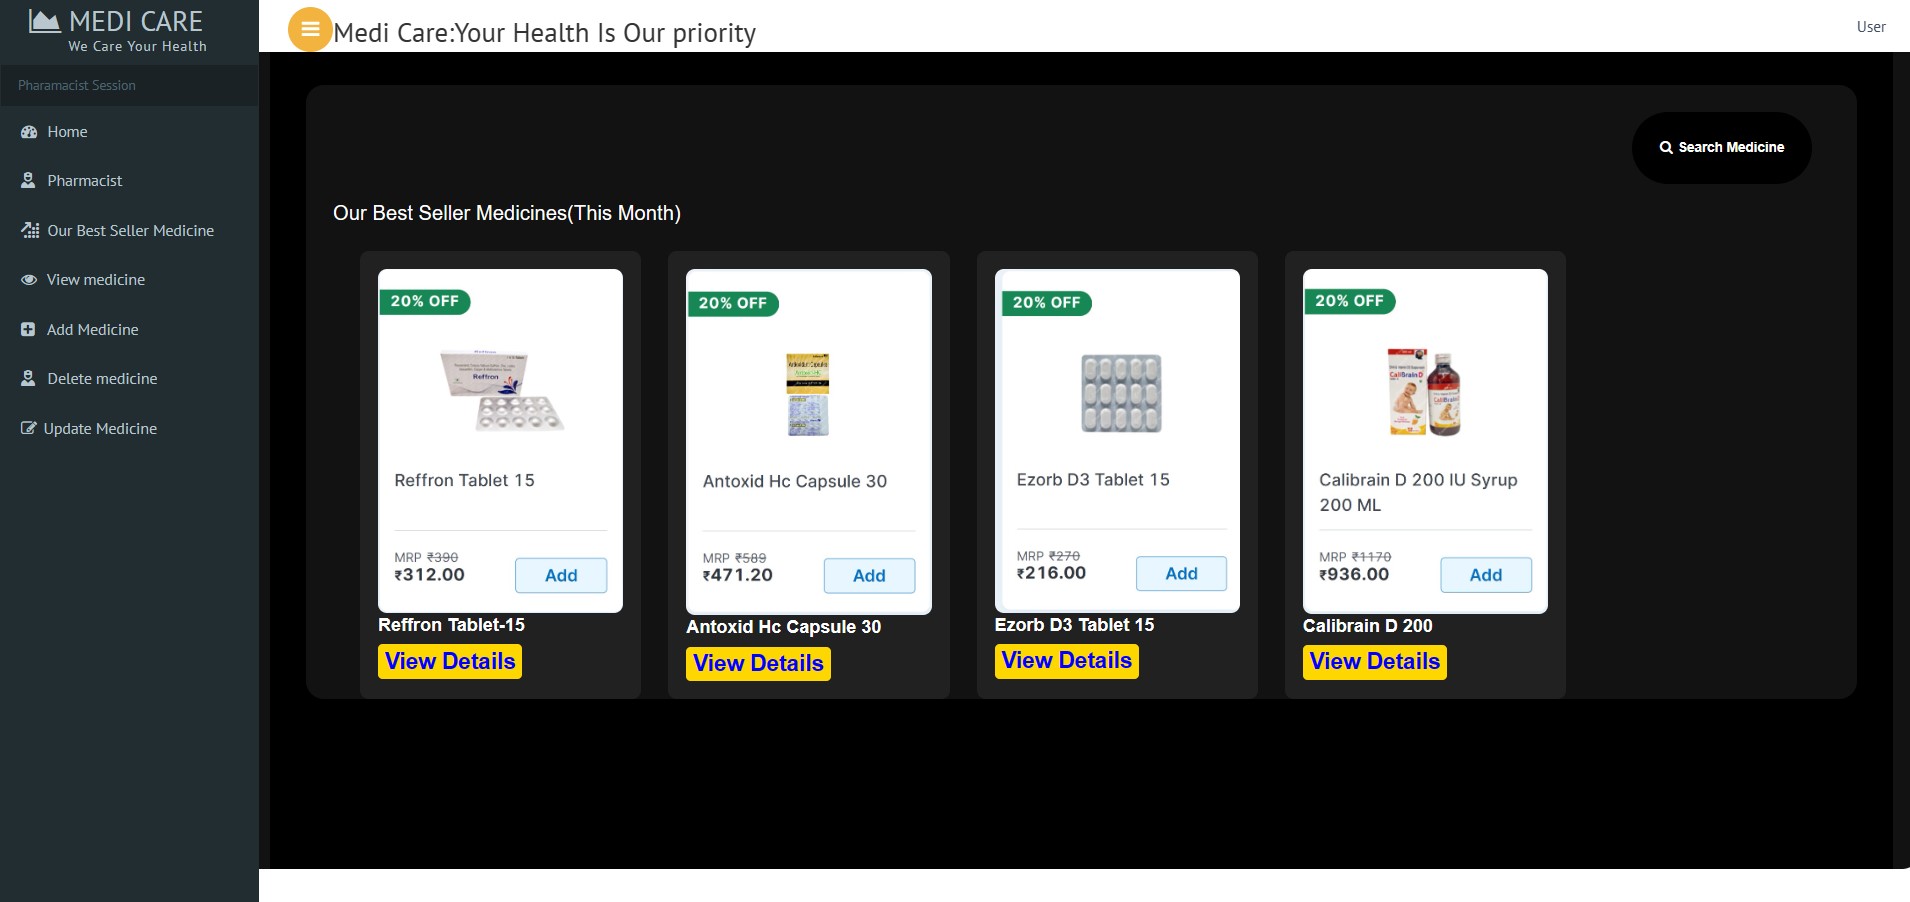 MEDI CARE
We Care Your Health
Pharamacist Session
Home
Pharmacist
Our Best Seller Medicine
View medicine
Add Medicine
Delete medicine
Update Medicine
Medi Care:Your Health Is Our priority
User
Search Medicine
Our Best Seller Medicines(This Month)
20% OFF
Reffron
Reffron Tablet 15
MRP ₹390
₹312.00
Add
Reffron Tablet-15
View Details
20% OFF
Antoxid Hc Capsule 30
MRP ₹589
₹471.20
Add
Antoxid Hc Capsule 30
View Details
20% OFF
Ezorb D3 Tablet 15
MRP ₹270
₹216.00
Add
Ezorb D3 Tablet 15
View Details
20% OFF
CalBrain D
Calibrain D 200 IU Syrup
200 ML
MRP ₹1170
₹936.00
Add
Calibrain D 200
View Details